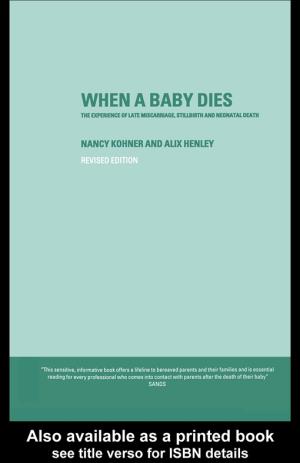 WHEN A BABY DIES
THE EXPERIENCE OF LATE MISCARRIAGE, STILLBIRTH AND NEONATAL DEATH
NANCY KOHNER AND ALIX HENLEY
REVISED EDITION
"This sensitive, informative book offers a lifeline to bereaved parents and their families and is essential
reading for every professional who comes into contact with parents after the death of their baby"
SANDS
Also available as a printed book
see title verso for ISBN details